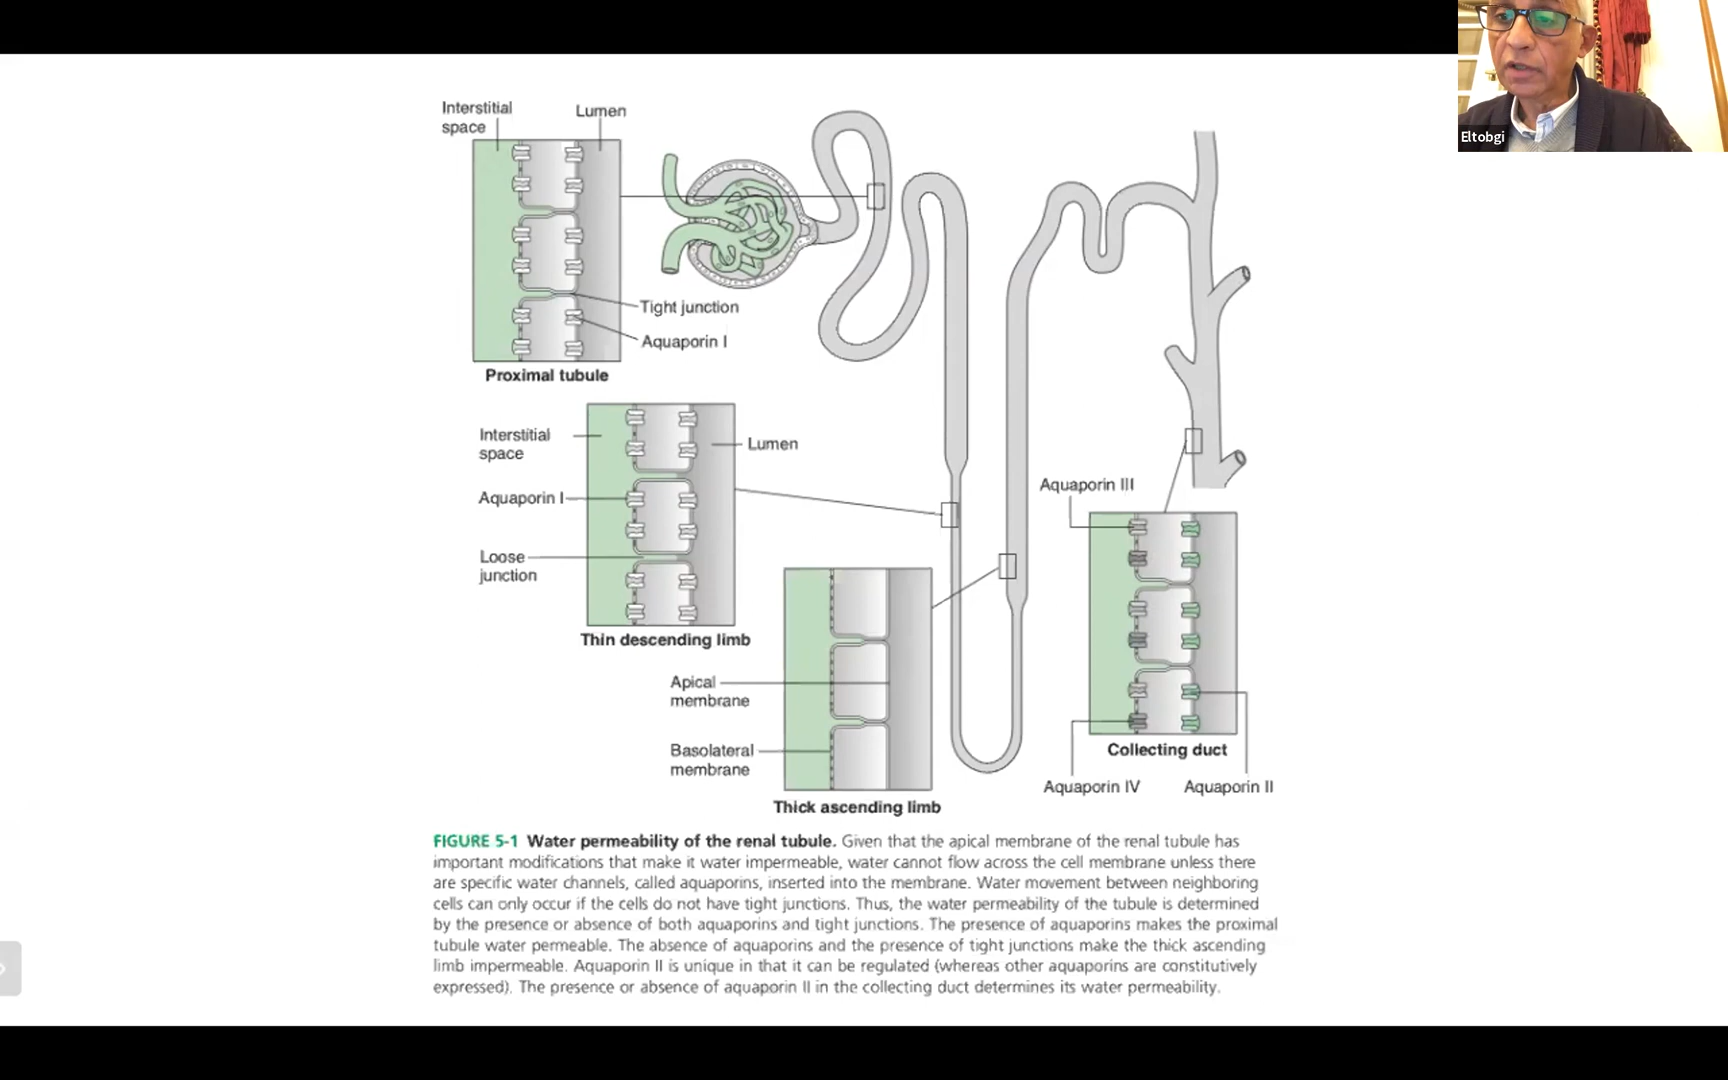 Eltobgi
Interstitial
space
Lumen
Tight junction
Aquaporin I
Proximal tubule
Interstitial
space
Lumen
Aquaporin I
Loose
junction
Thin descending limb
Apical
membrane
Basolateral
membrane
Thick ascending limb
Aquaporin III
Collecting duct
Aquaporin IV
Aquaporin II
FIGURE 5-1 Water permeability of the renal tubule. Given that the apical membrane of the renal tubule has
important modifications that make it water impermeable, water cannot flow across the cell membrane unless there
are specific water channels, called aquaporins, inserted into the membrane. Water movement between neighboring
cells can only occur if the cells do not have tight junctions. Thus, the water permeability of the tubule is determined
by the presence or absence of both aquaporins and tight junctions. The presence of aquaporins makes the proximal
tubule water permeable. The absence of aquaporins and the presence of tight junctions make the thick ascending
limb impermeable. Aquaporin II is unique in that it can be regulated (whereas other aquaporins are constitutively
expressed). The presence or absence of aquaporin II in the collecting duct determines its water permeability.